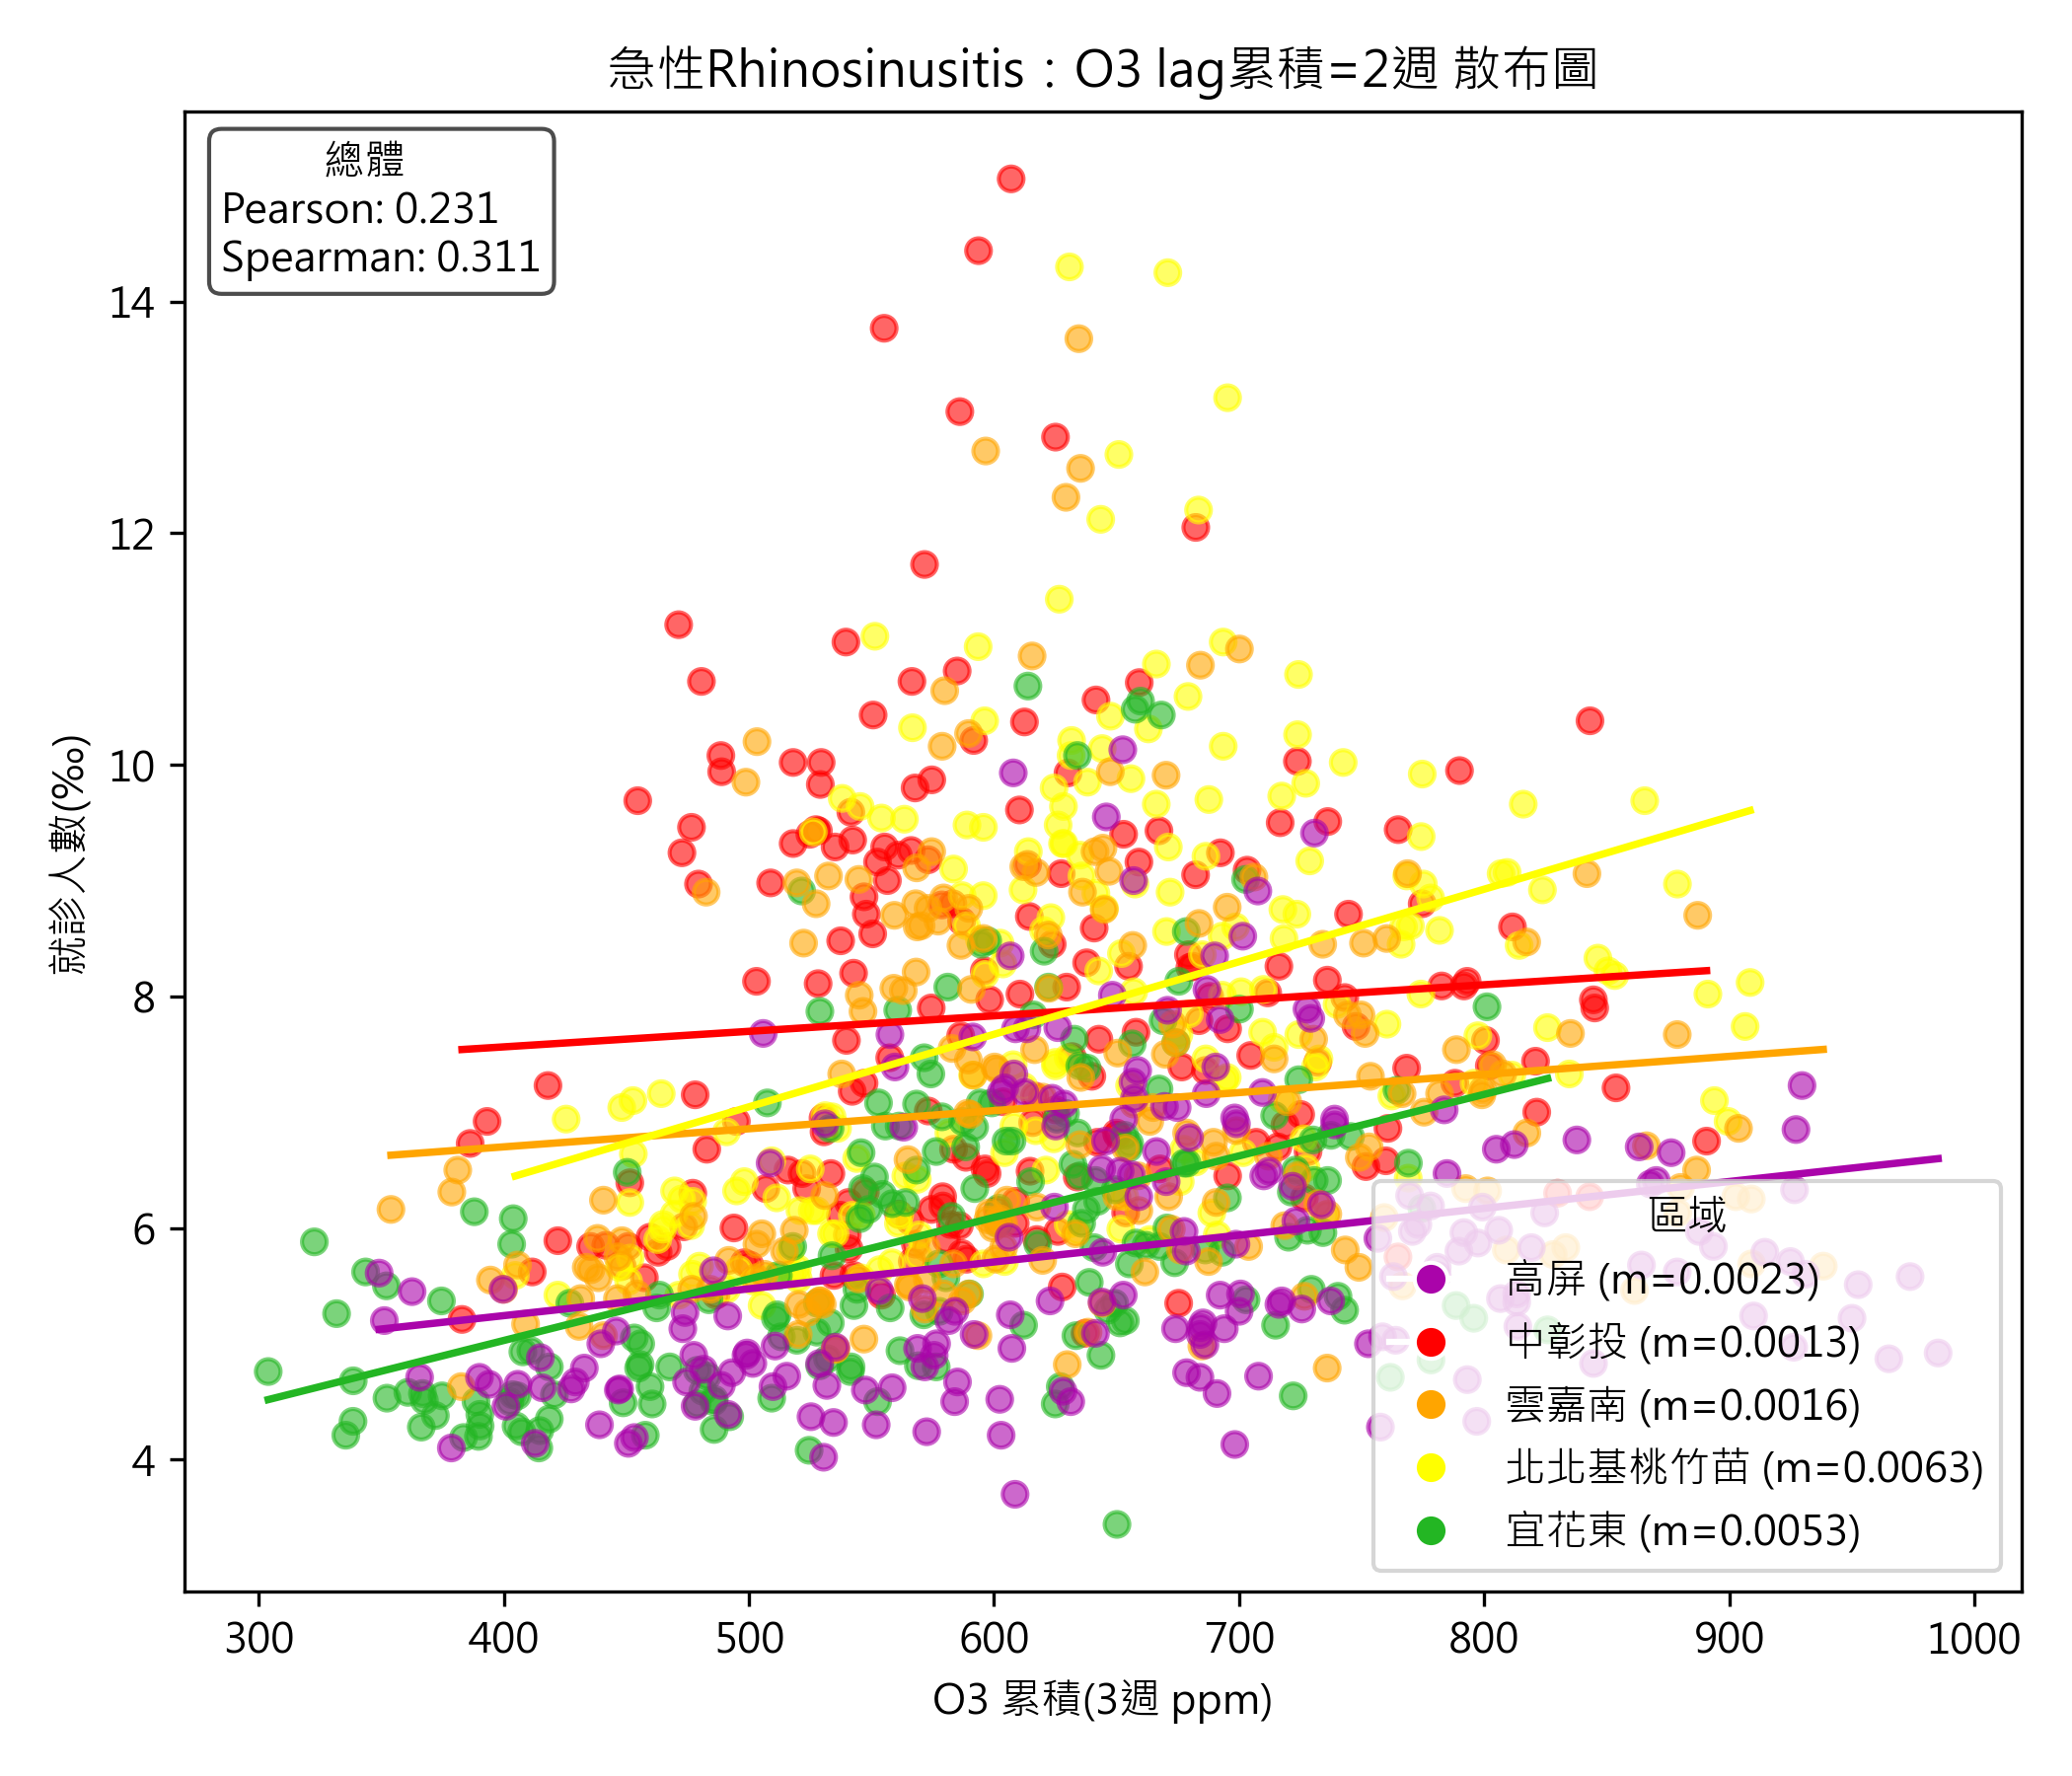 急性Rhinosinusitis：O3 lag累積=2週 散布圖
總體
Pearson: 0.231
Spearman: 0.311
就診人數(‰)
14
12
10
8
6
4
區域
高屏 (m=0.0023)
中彰投 (m=0.0013)
雲嘉南 (m=0.0016)
北北基桃竹苗 (m=0.0063)
宜花東 (m=0.0053)
300 400 500 600 700 800 900 1000
O3 累積(3週 ppm)